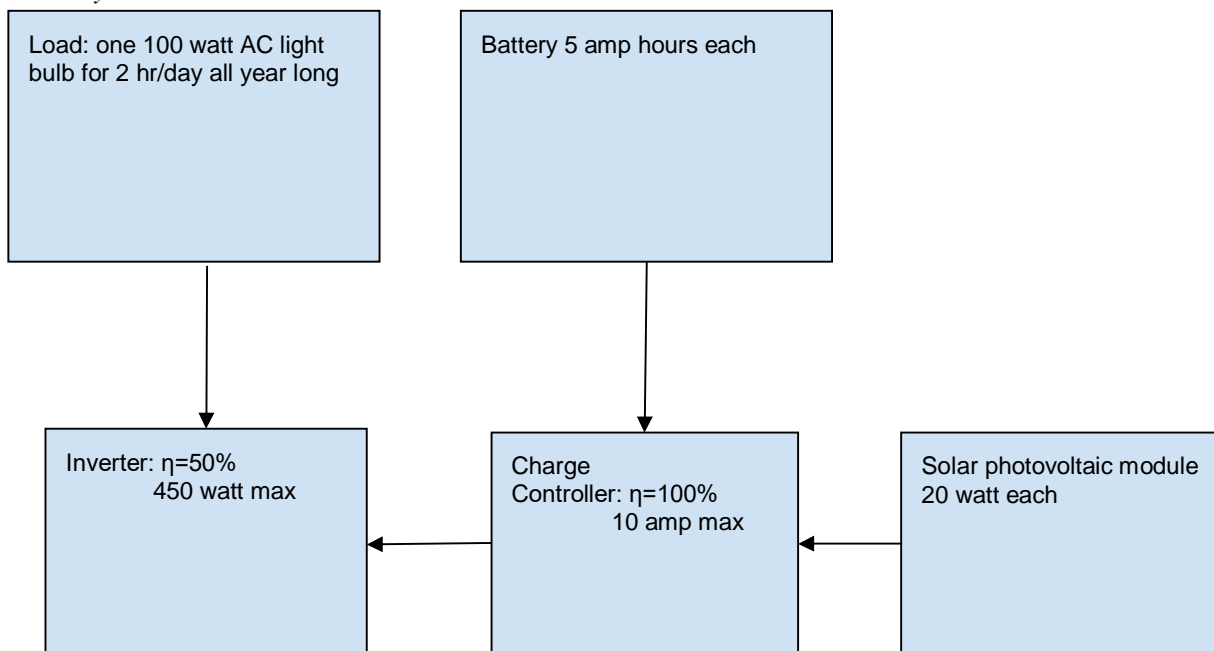 Load: one 100 watt AC light
bulb for 2 hr/day all year long
Battery 5 amp hours each
Inverter: η=50%
450 watt max
Charge
Controller: η=100%
10 amp max
Solar photovoltaic module
20 watt each